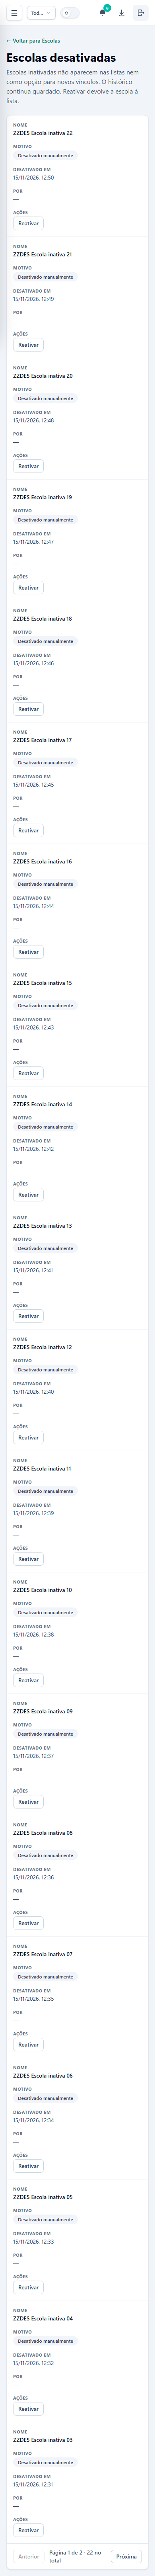 Tod...
← Voltar para Escolas
Escolas desativadas
Escolas inativadas não aparecem nas listas nem
como opção para novos vínculos. O histórico
continua guardado. Reativar devolve a escola à
lista.
NOME
ZZDES Escola inativa 22
MOTIVO
Desativado manualmente
DESATIVADO EM
15/11/2026, 12:50
POR
—
AÇÕES
Reativar
NOME
ZZDES Escola inativa 21
MOTIVO
Desativado manualmente
DESATIVADO EM
15/11/2026, 12:49
POR
—
AÇÕES
Reativar
NOME
ZZDES Escola inativa 20
MOTIVO
Desativado manualmente
DESATIVADO EM
15/11/2026, 12:48
POR
—
AÇÕES
Reativar
NOME
ZZDES Escola inativa 19
MOTIVO
Desativado manualmente
DESATIVADO EM
15/11/2026, 12:47
POR
—
AÇÕES
Reativar
NOME
ZZDES Escola inativa 18
MOTIVO
Desativado manualmente
DESATIVADO EM
15/11/2026, 12:46
POR
—
AÇÕES
Reativar
NOME
ZZDES Escola inativa 17
MOTIVO
Desativado manualmente
DESATIVADO EM
15/11/2026, 12:45
POR
—
AÇÕES
Reativar
NOME
ZZDES Escola inativa 16
MOTIVO
Desativado manualmente
DESATIVADO EM
15/11/2026, 12:44
POR
—
AÇÕES
Reativar
NOME
ZZDES Escola inativa 15
MOTIVO
Desativado manualmente
DESATIVADO EM
15/11/2026, 12:43
POR
—
AÇÕES
Reativar
NOME
ZZDES Escola inativa 14
MOTIVO
Desativado manualmente
DESATIVADO EM
15/11/2026, 12:42
POR
—
AÇÕES
Reativar
NOME
ZZDES Escola inativa 13
MOTIVO
Desativado manualmente
DESATIVADO EM
15/11/2026, 12:41
POR
—
AÇÕES
Reativar
NOME
ZZDES Escola inativa 12
MOTIVO
Desativado manualmente
DESATIVADO EM
15/11/2026, 12:40
POR
—
AÇÕES
Reativar
NOME
ZZDES Escola inativa 11
MOTIVO
Desativado manualmente
DESATIVADO EM
15/11/2026, 12:39
POR
—
AÇÕES
Reativar
NOME
ZZDES Escola inativa 10
MOTIVO
Desativado manualmente
DESATIVADO EM
15/11/2026, 12:38
POR
—
AÇÕES
Reativar
NOME
ZZDES Escola inativa 09
MOTIVO
Desativado manualmente
DESATIVADO EM
15/11/2026, 12:37
POR
—
AÇÕES
Reativar
NOME
ZZDES Escola inativa 08
MOTIVO
Desativado manualmente
DESATIVADO EM
15/11/2026, 12:36
POR
—
AÇÕES
Reativar
NOME
ZZDES Escola inativa 07
MOTIVO
Desativado manualmente
DESATIVADO EM
15/11/2026, 12:35
POR
—
AÇÕES
Reativar
NOME
ZZDES Escola inativa 06
MOTIVO
Desativado manualmente
DESATIVADO EM
15/11/2026, 12:34
POR
—
AÇÕES
Reativar
NOME
ZZDES Escola inativa 05
MOTIVO
Desativado manualmente
DESATIVADO EM
15/11/2026, 12:33
POR
—
AÇÕES
Reativar
NOME
ZZDES Escola inativa 04
MOTIVO
Desativado manualmente
DESATIVADO EM
15/11/2026, 12:32
POR
—
AÇÕES
Reativar
NOME
ZZDES Escola inativa 03
MOTIVO
Desativado manualmente
DESATIVADO EM
15/11/2026, 12:31
POR
—
AÇÕES
Reativar
Anterior
Página 1 de 2 · 22 no
total
Próxima